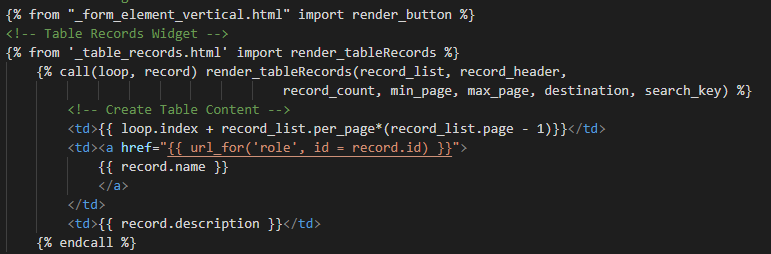 {% from "_form_element_vertical.html" import render_button %}
<!-- Table Records Widget -->
{% from '_table_records.html' import render_tableRecords %}
{% call(loop, record) render_tableRecords(record_list, record_header,
record_count, min_page, max_page, destination, search_key) %}
<!-- Create Table Content -->
<td>{{ loop.index + record_list.per_page*(record_list.page - 1)}}</td>
<td><a href="{{ url_for('role', id = record.id) }}">
{{ record.name }}
</a>
</td>
<td>{{ record.description }}</td>
{% endcall %}